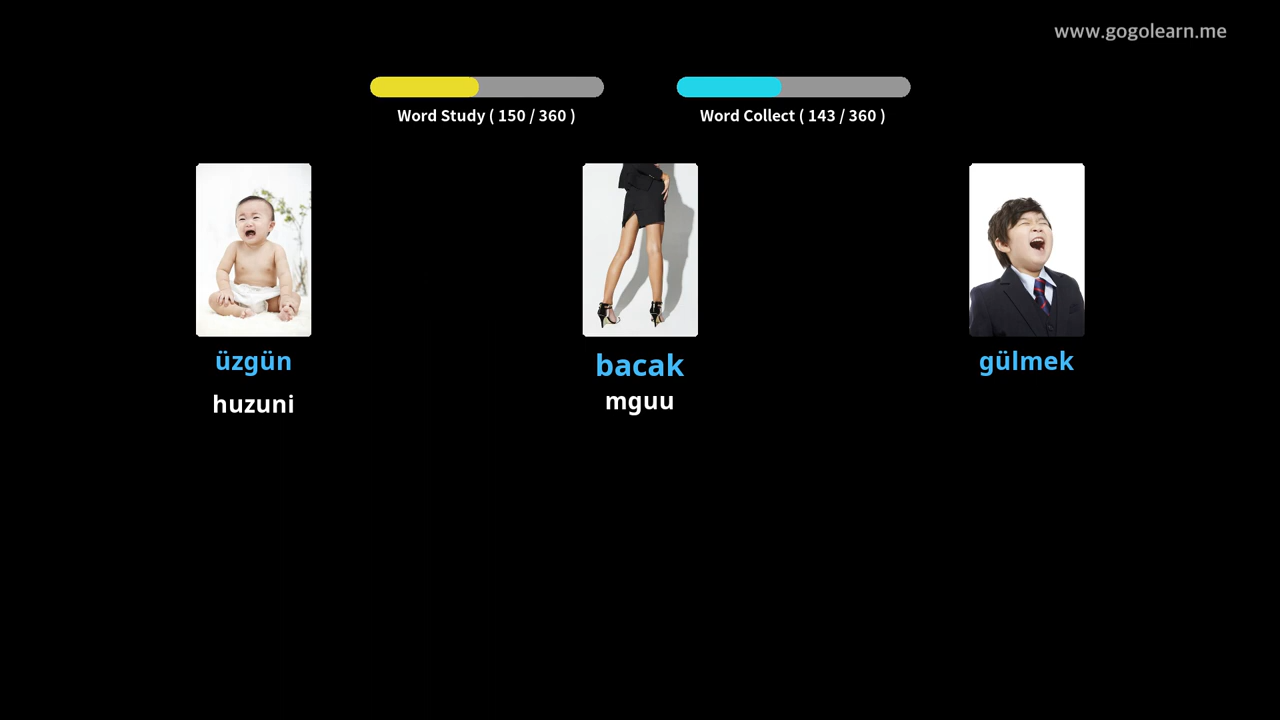 www.gogolearn.me
Word Study ( 150 / 360 )
Word Collect ( 143 / 360 )
üzgün
huzuni
bacak
mguu
gülmek